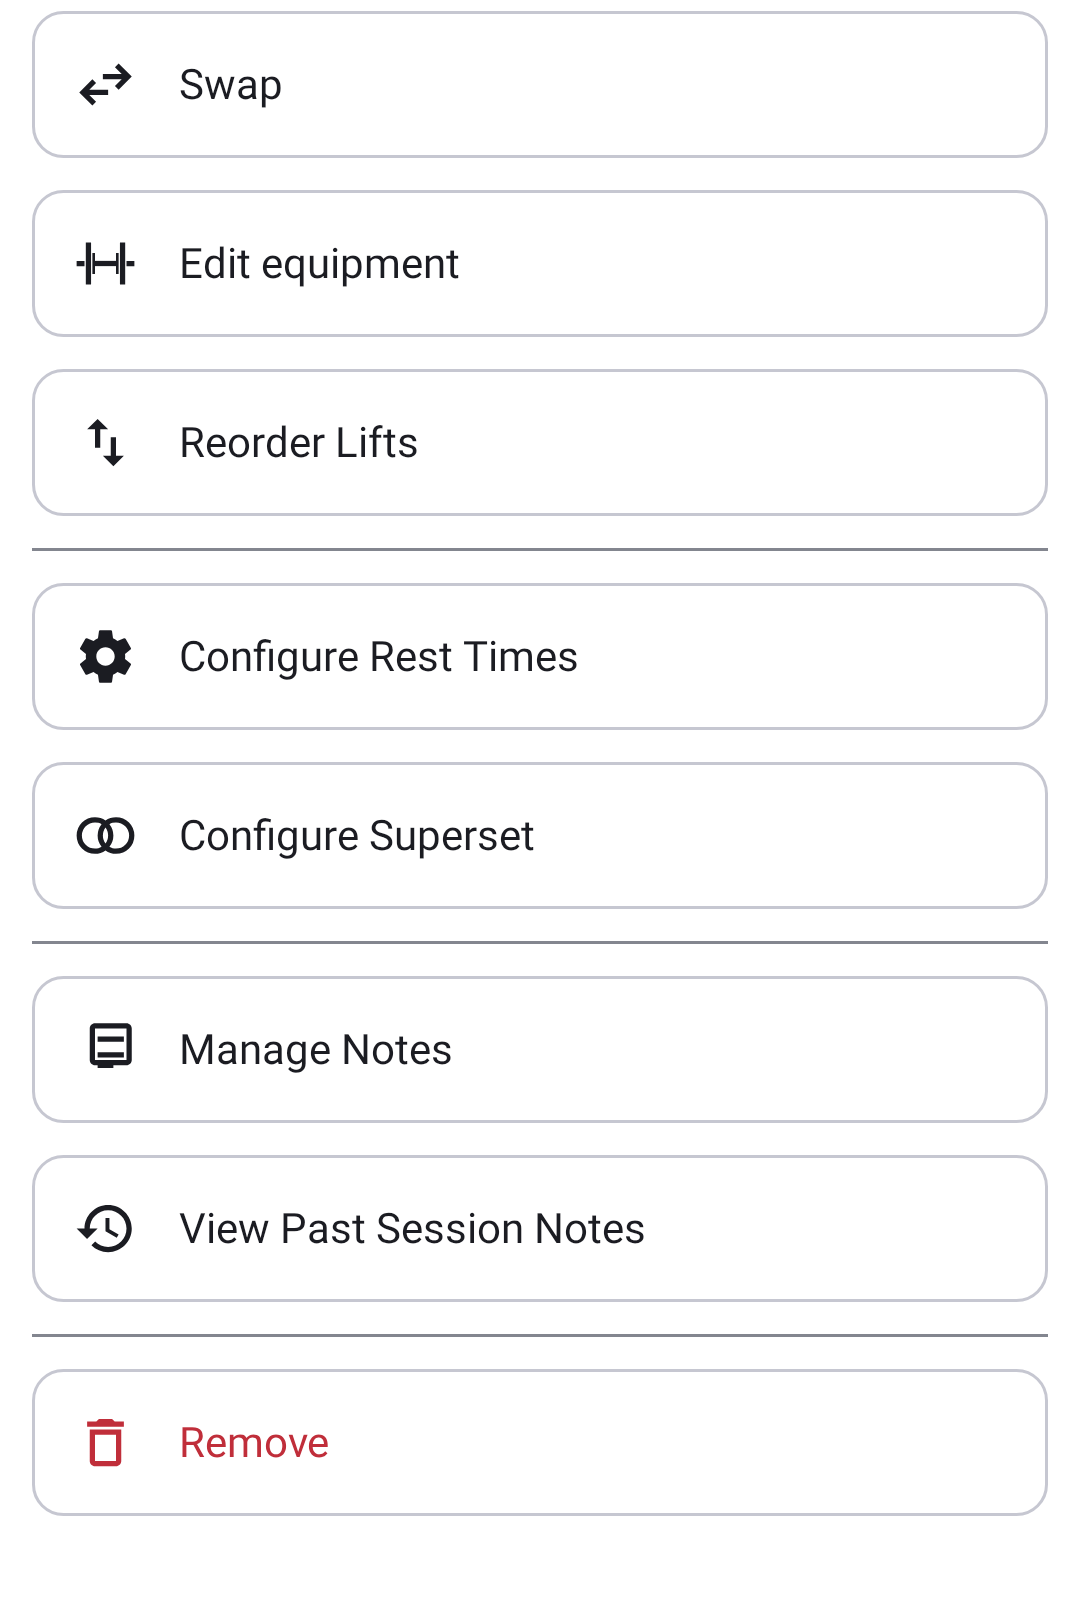 Swap
Edit equipment
Reorder Lifts
Configure Rest Times
Configure Superset
Manage Notes
View Past Session Notes
Remove